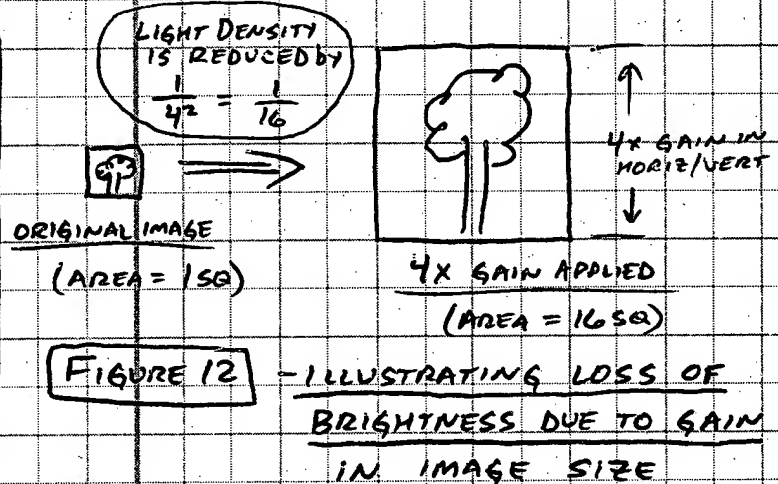 LIGHT DENSITY
IS REDUCED by
1/4² = 1/16
4X GAIN IN
HORIZ/VERT
ORIGINAL IMAGE
(AREA = 1SQ)
4X GAIN APPLIED
(AREA = 16SQ)
FIGURE 12 - ILLUSTRATING LOSS OF
BRIGHTNESS DUE TO GAIN
IN IMAGE SIZE